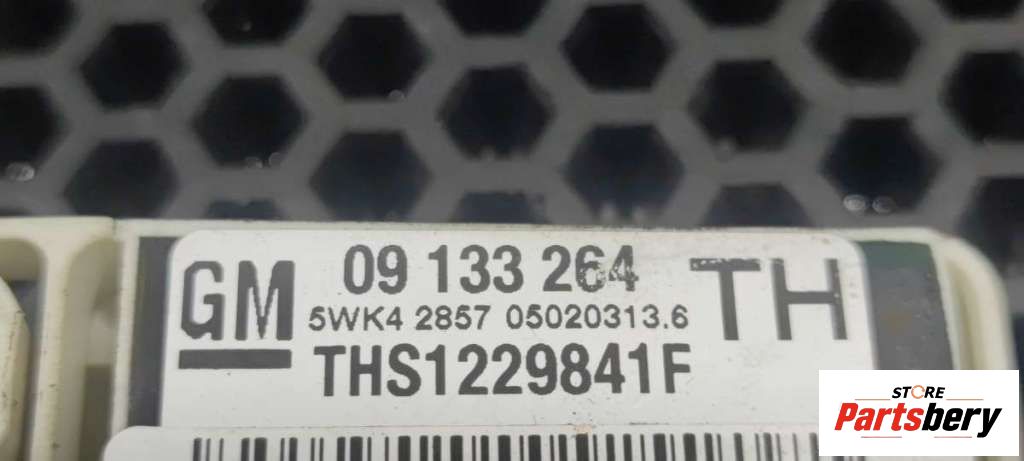 GM
09 133 264
TH
5WK4 2857 05020313.6
THS1229841F
STORE
Partsbery